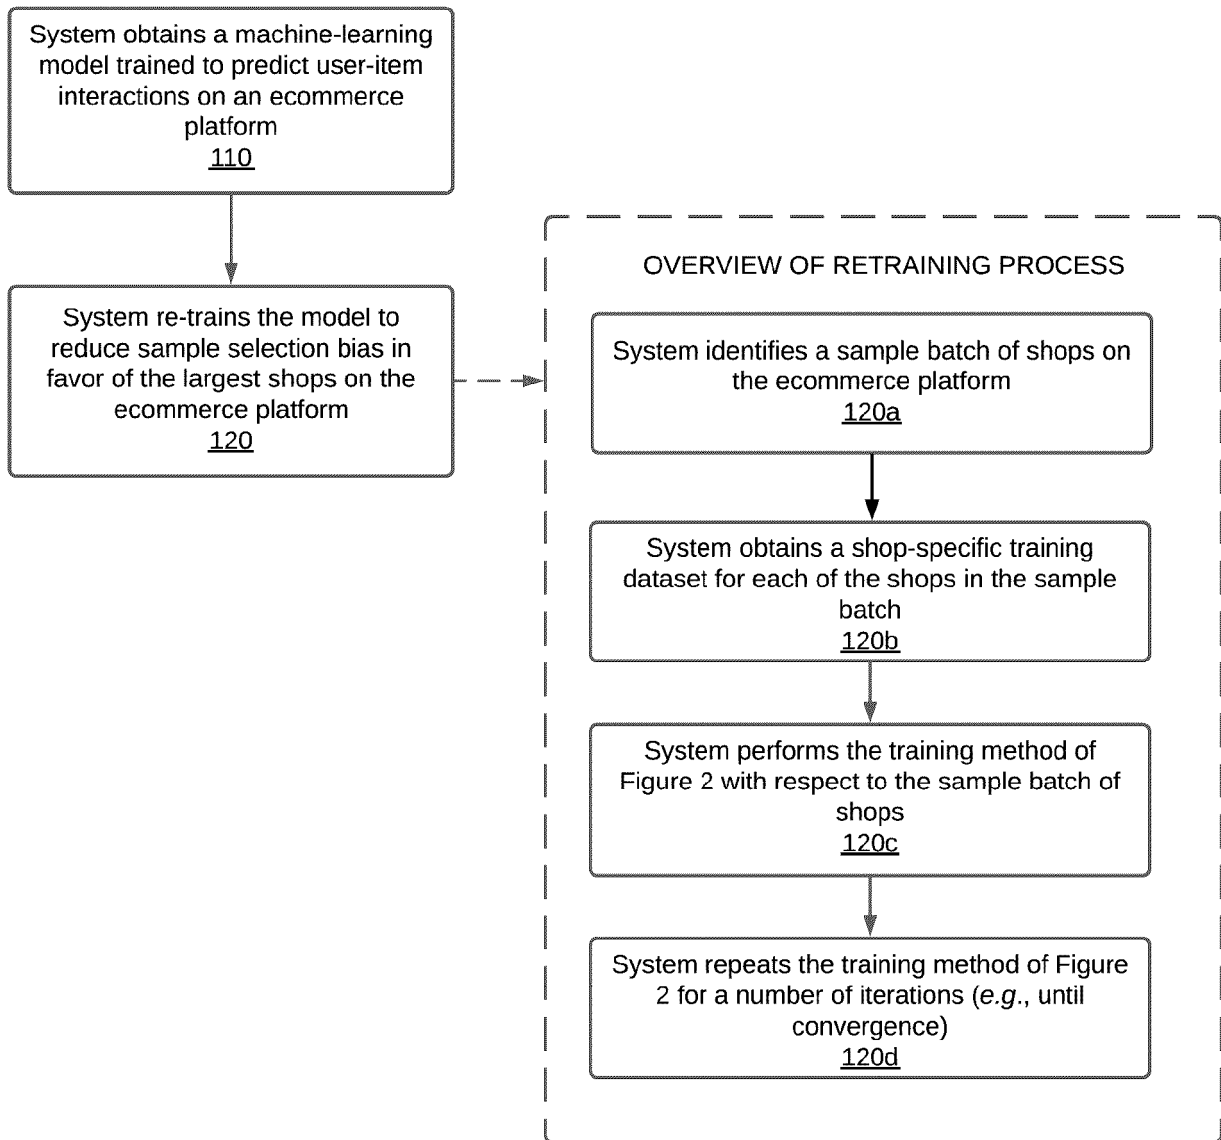 System obtains a machine-learning
model trained to predict user-item
interactions on an ecommerce
platform
110
System re-trains the model to
reduce sample selection bias in
favor of the largest shops on the
ecommerce platform
120
OVERVIEW OF RETRAINING PROCESS
System identifies a sample batch of shops on
the ecommerce platform
120a
System obtains a shop-specific training
dataset for each of the shops in the sample
batch
120b
System performs the training method of
Figure 2 with respect to the sample batch of
shops
120c
System repeats the training method of Figure
2 for a number of iterations (e.g., until
convergence)
120d